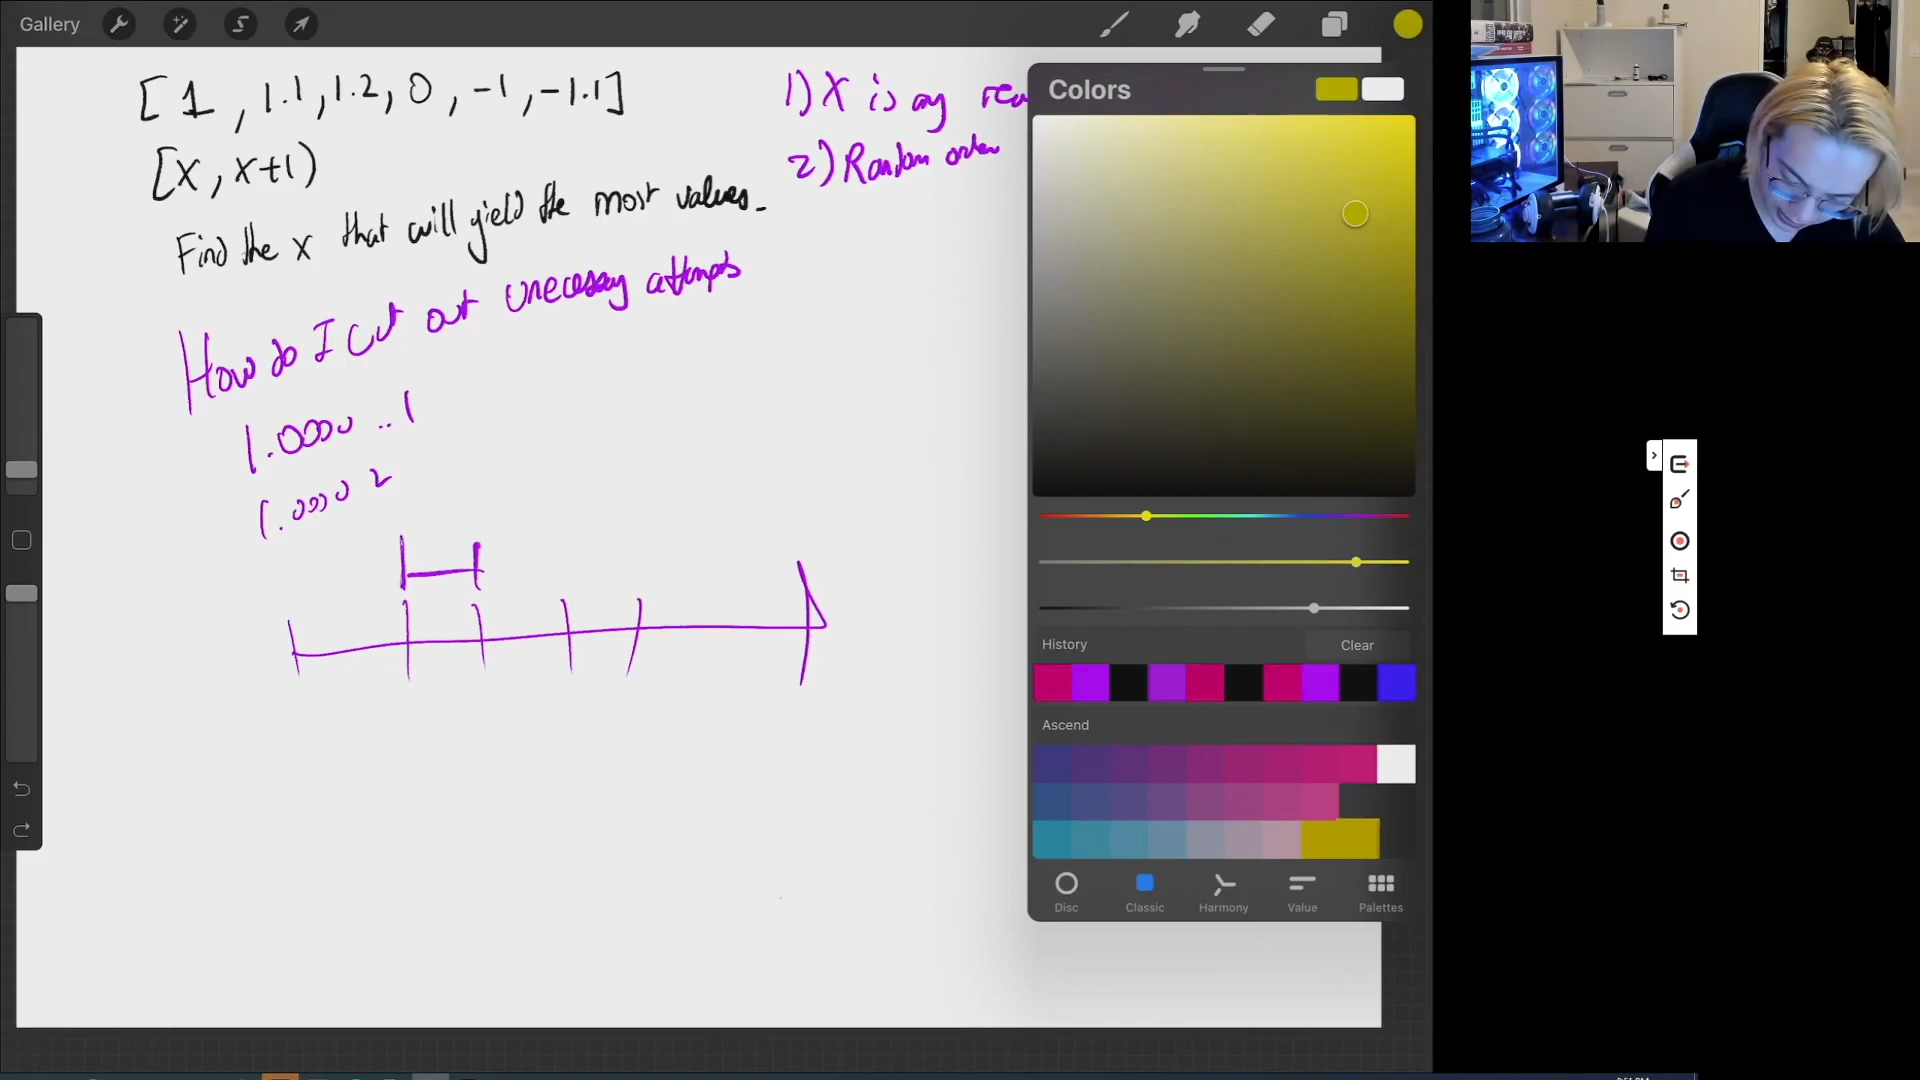 Gallery
[ 1 , 1.1 , 1.2 , 0 , -1 , -1.1 ]
[x, x+1)
Find the x that will yield the most values.
How do I cut out unecessay attempts
1.0000 .. 1
1.0000 2
1) X is any rea
2) Random order
Colors
History
Clear
Ascend
Disc
Classic
Harmony
Value
Palettes